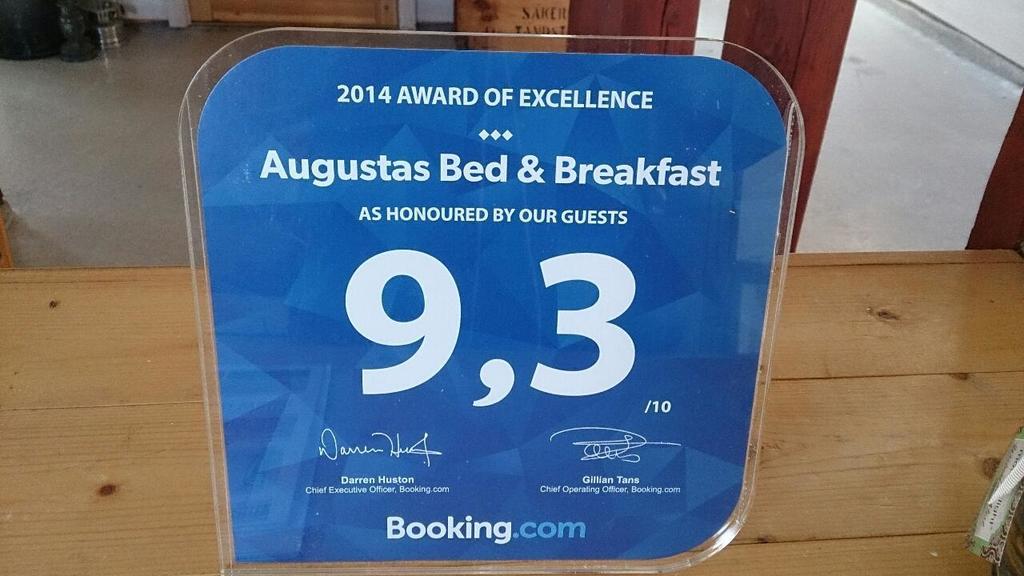 SÄKER
2014 AWARD OF EXCELLENCE
Augustas Bed & Breakfast
AS HONOURED BY OUR GUESTS
9,3
/10
Darren Huston
Gillian Tans
Chief Executive Officer, Booking.com
Chief Operating Officer, Booking.com
Booking.com